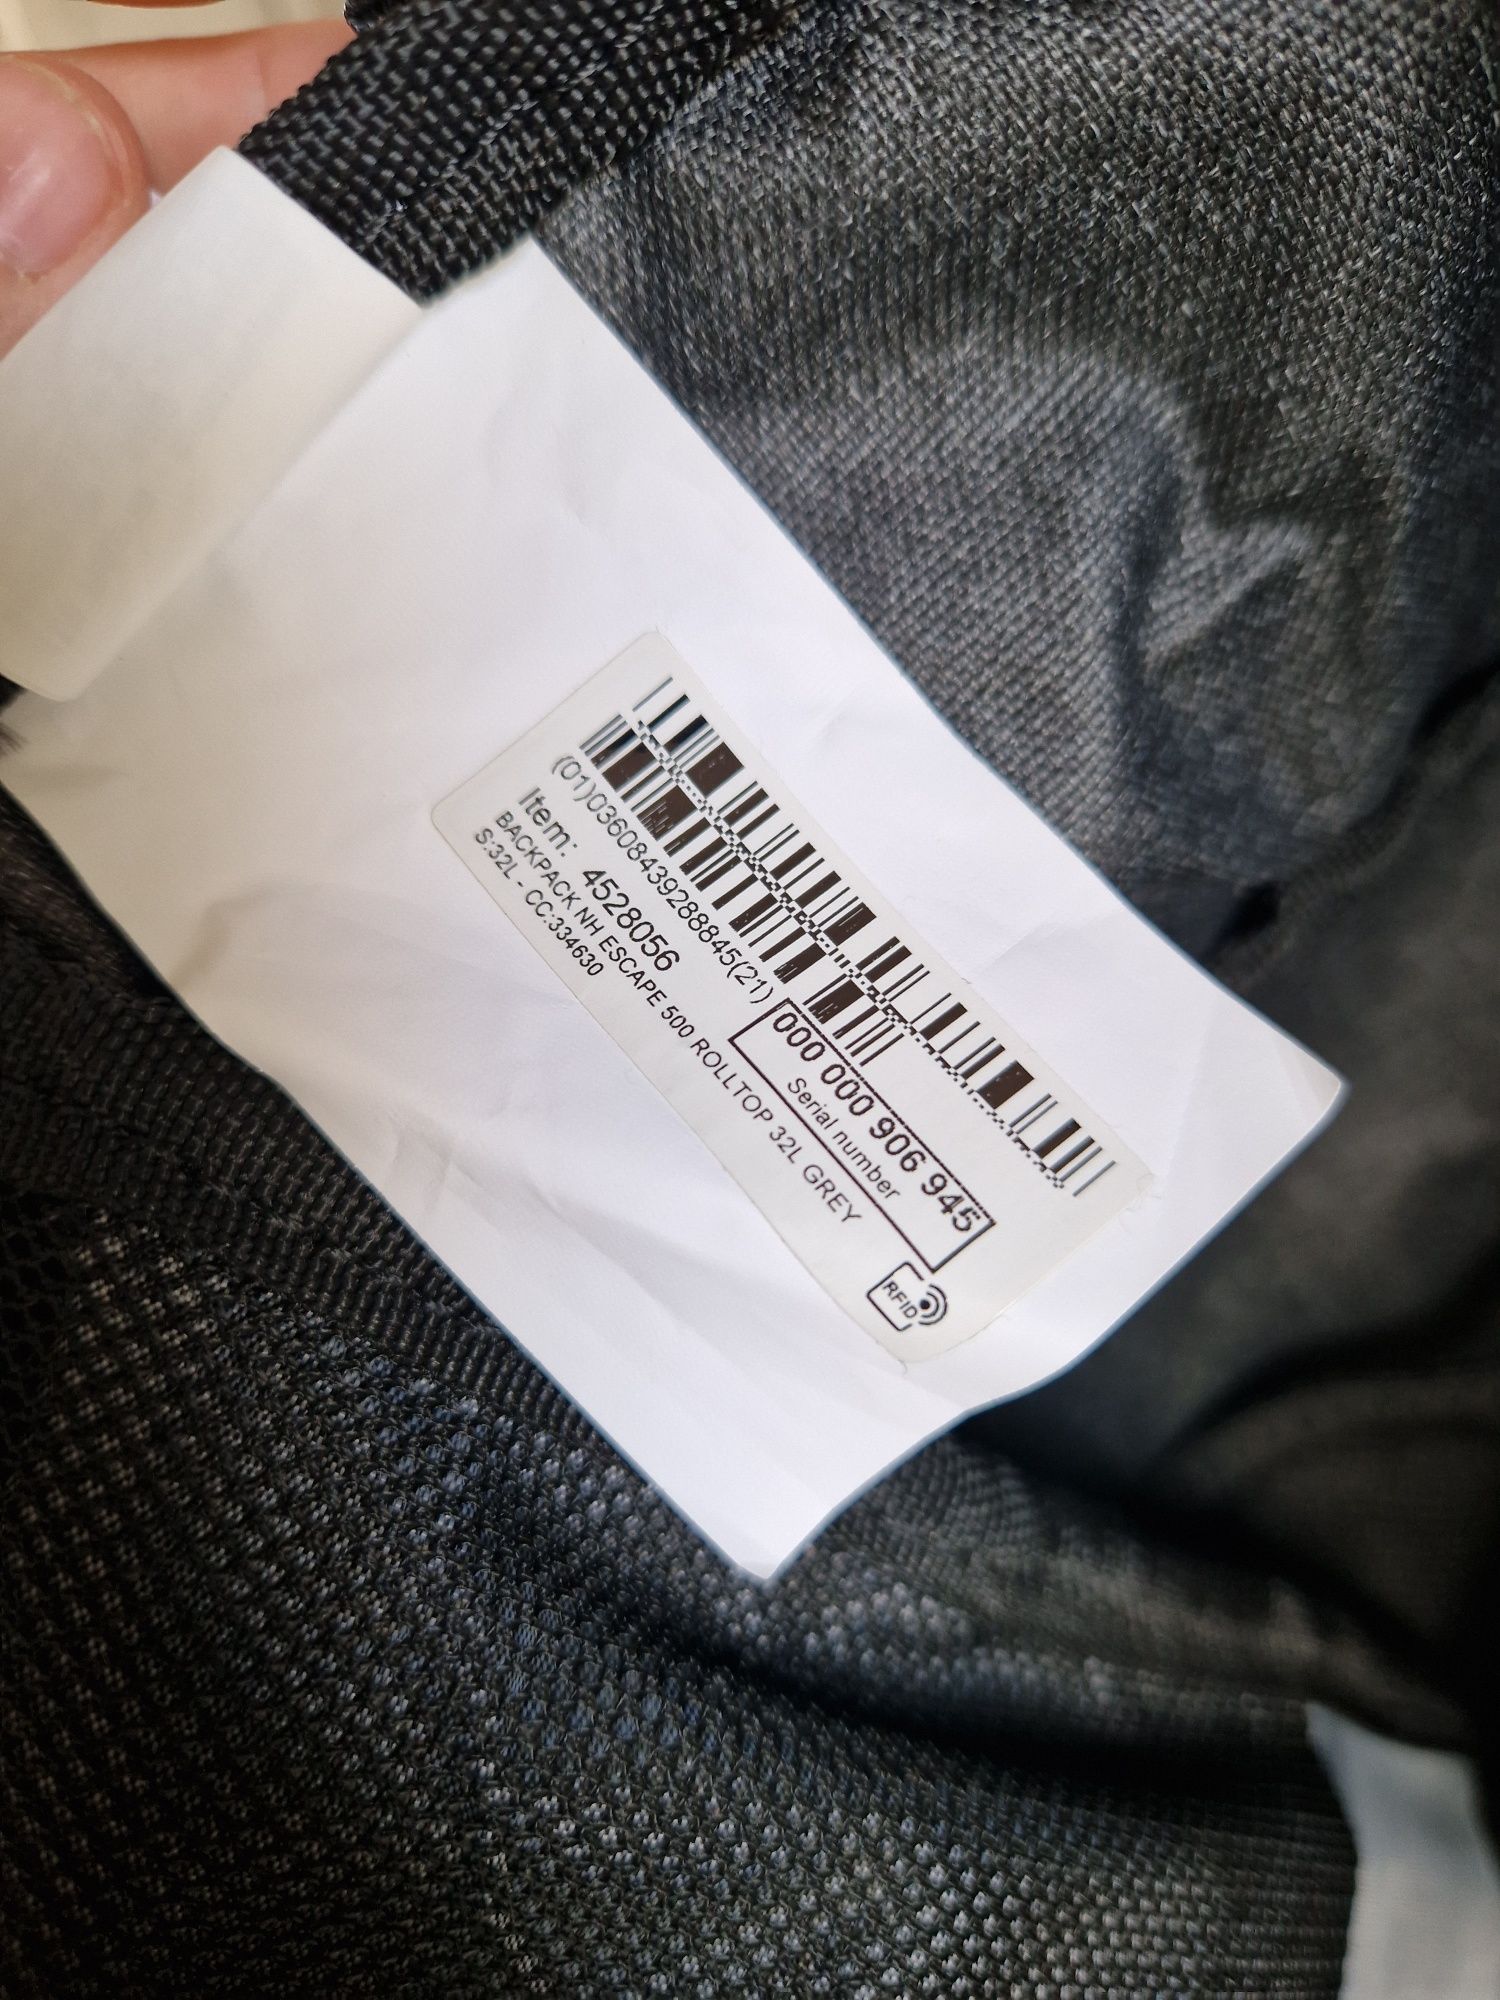 (01)03608439288845(21)
000 000 906 945
Serial number
Item: 4528056
BACKPACK NH ESCAPE 500 ROLLTOP 32L GREY
S:32L - CC:334630
RFID